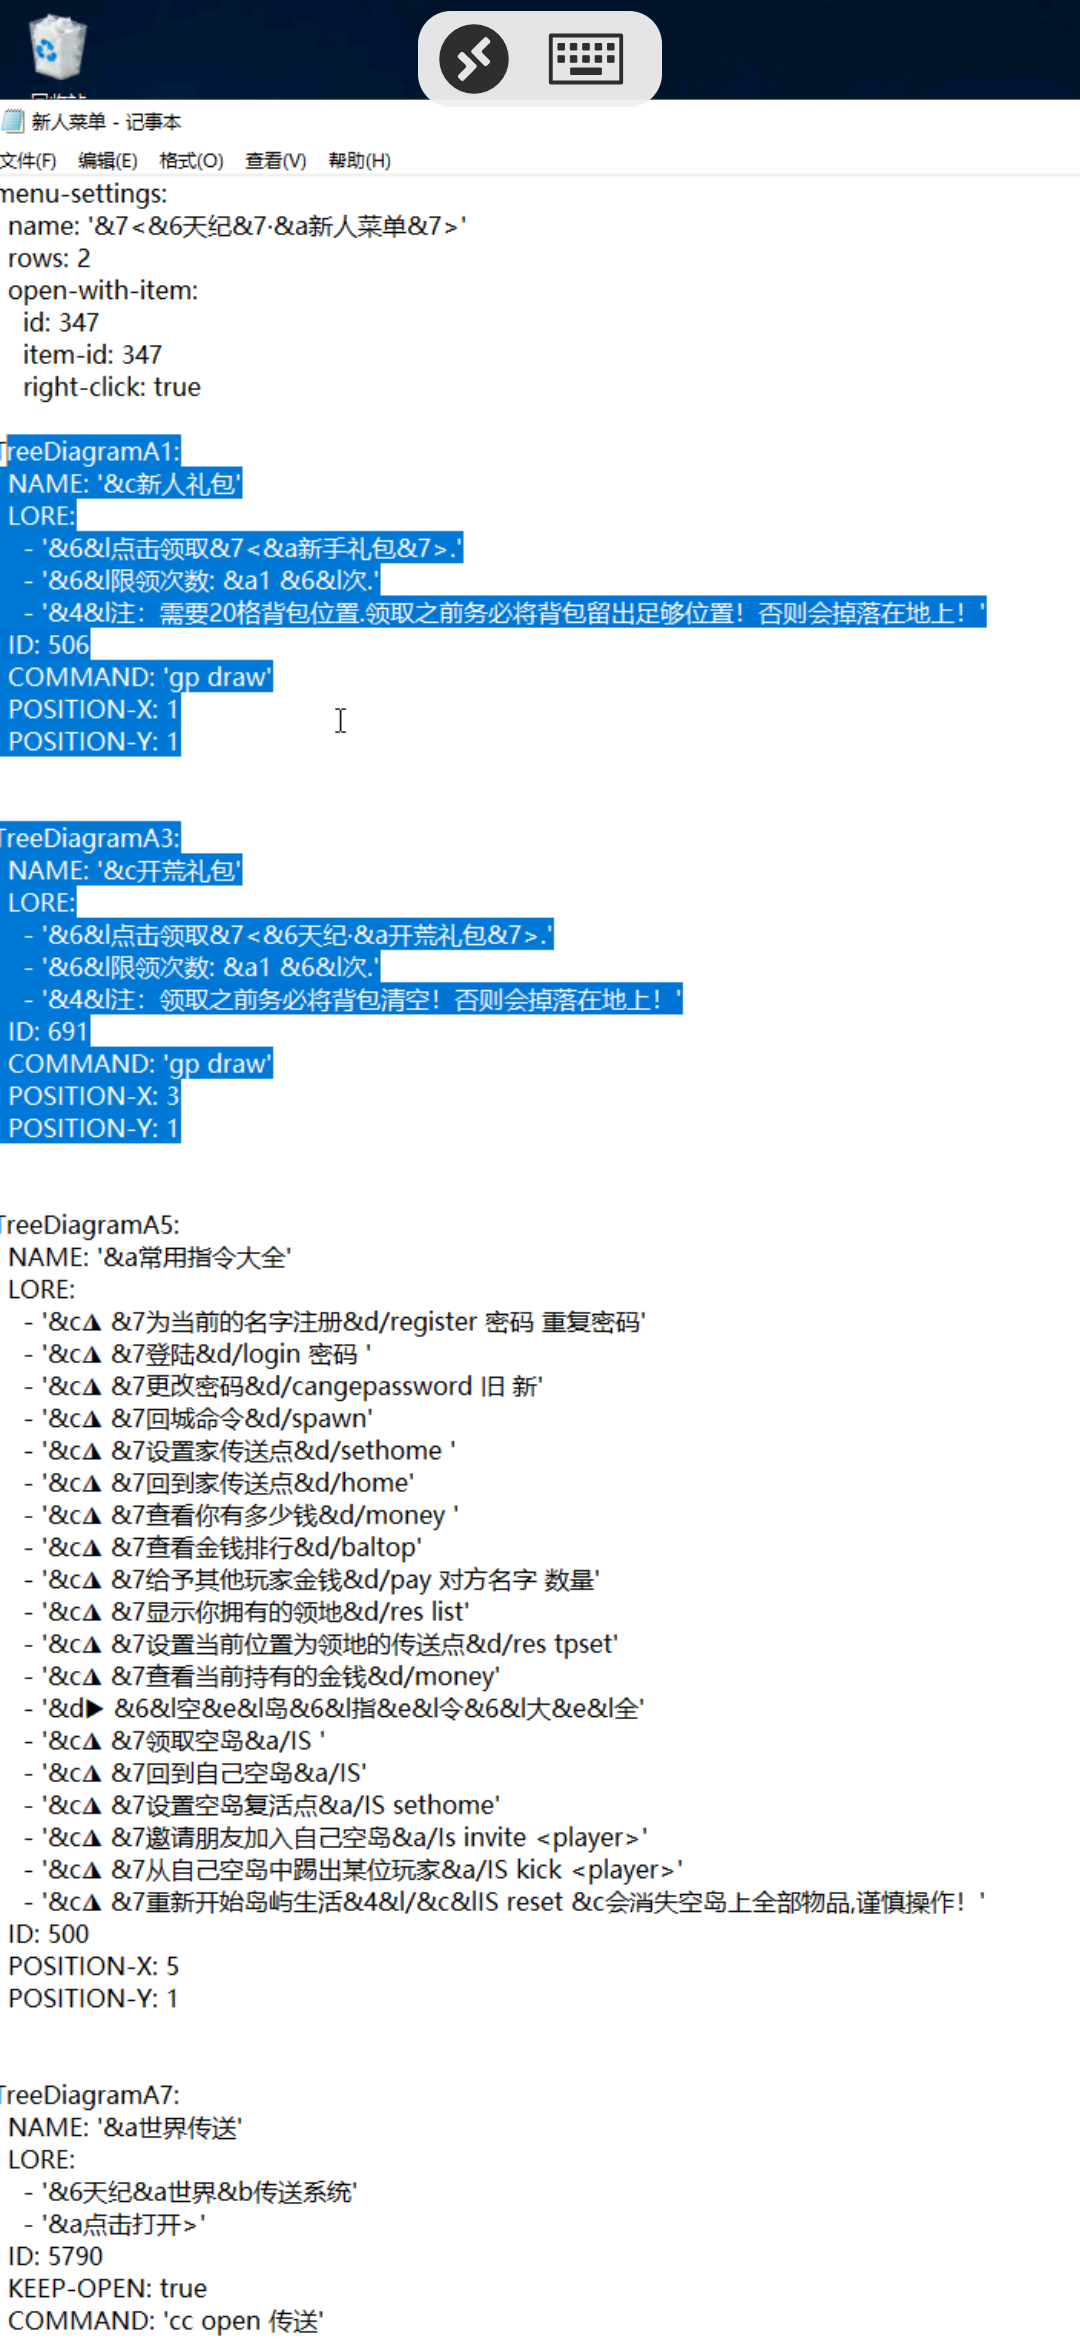 新人菜单 - 记事本
文件(F) 编辑(E) 格式(O) 查看(V) 帮助(H)
menu-settings:
name: '&7<&6天纪&7·&a新人菜单&7>'
rows: 2
open-with-item:
id: 347
item-id: 347
right-click: true
TreeDiagramA1:
NAME: '&c新人礼包'
LORE:
- '&6&l点击领取&7<&a新手礼包&7>.'
- '&6&l限领次数: &a1 &6&l次.'
- '&4&l注：需要20格背包位置.领取之前务必将背包留出足够位置！否则会掉落在地上！'
ID: 506
COMMAND: 'gp draw'
POSITION-X: 1
POSITION-Y: 1
TreeDiagramA3:
NAME: '&c开荒礼包'
LORE:
- '&6&l点击领取&7<&6天纪·&a开荒礼包&7>.'
- '&6&l限领次数: &a1 &6&l次.'
- '&4&l注：领取之前务必将背包清空！否则会掉落在地上！'
ID: 691
COMMAND: 'gp draw'
POSITION-X: 3
POSITION-Y: 1
TreeDiagramA5:
NAME: '&a常用指令大全'
LORE:
- '&c◮ &7为当前的名字注册&d/register 密码 重复密码'
- '&c◮ &7登陆&d/login 密码 '
- '&c◮ &7更改密码&d/cangepassword 旧 新'
- '&c◮ &7回城命令&d/spawn'
- '&c◮ &7设置家传送点&d/sethome '
- '&c◮ &7回到家传送点&d/home'
- '&c◮ &7查看你有多少钱&d/money '
- '&c◮ &7查看金钱排行&d/baltop'
- '&c◮ &7给予其他玩家金钱&d/pay 对方名字 数量'
- '&c◮ &7显示你拥有的领地&d/res list'
- '&c◮ &7设置当前位置为领地的传送点&d/res tpset'
- '&c◮ &7查看当前持有的金钱&d/money'
- '&d▶ &6&l空&e&l岛&6&l指&e&l令&6&l大&e&l全'
- '&c◮ &7领取空岛&a/IS '
- '&c◮ &7回到自己空岛&a/IS'
- '&c◮ &7设置空岛复活点&a/IS sethome'
- '&c◮ &7邀请朋友加入自己空岛&a/Is invite <player>'
- '&c◮ &7从自己空岛中踢出某位玩家&a/IS kick <player>'
- '&c◮ &7重新开始岛屿生活&4&l/&c&lIS reset &c会消失空岛上全部物品,谨慎操作！'
ID: 500
POSITION-X: 5
POSITION-Y: 1
TreeDiagramA7:
NAME: '&a世界传送'
LORE:
- '&6天纪&a世界&b传送系统'
- '&a点击打开>'
ID: 5790
KEEP-OPEN: true
COMMAND: 'cc open 传送'